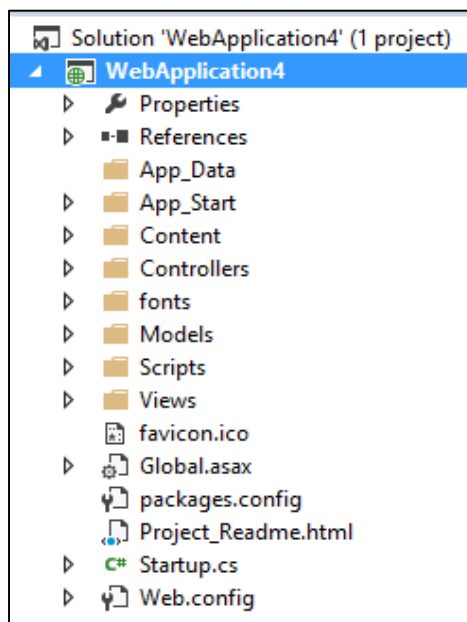 Solution 'WebApplication4' (1 project)
WebApplication4
Properties
References
App_Data
App_Start
Content
Controllers
fonts
Models
Scripts
Views
favicon.ico
Global.asax
packages.config
Project_Readme.html
C# Startup.cs
Web.config